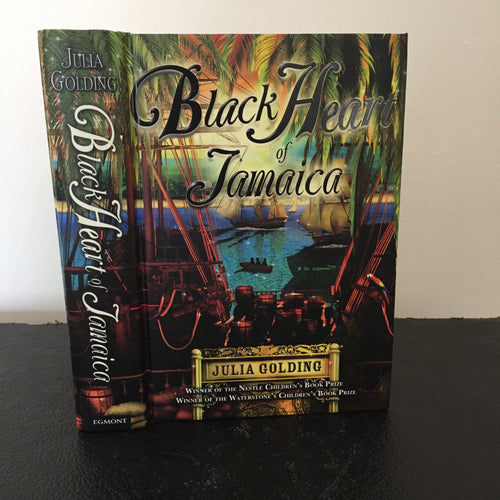 JULIA
GOLDING
Black Heart of Jamaica
EGMONT
Black Heart
of
Jamaica
JULIA GOLDING
WINNER OF THE NESTLÉ CHILDREN'S BOOK PRIZE
WINNER OF THE WATERSTONE'S CHILDREN'S BOOK PRIZE